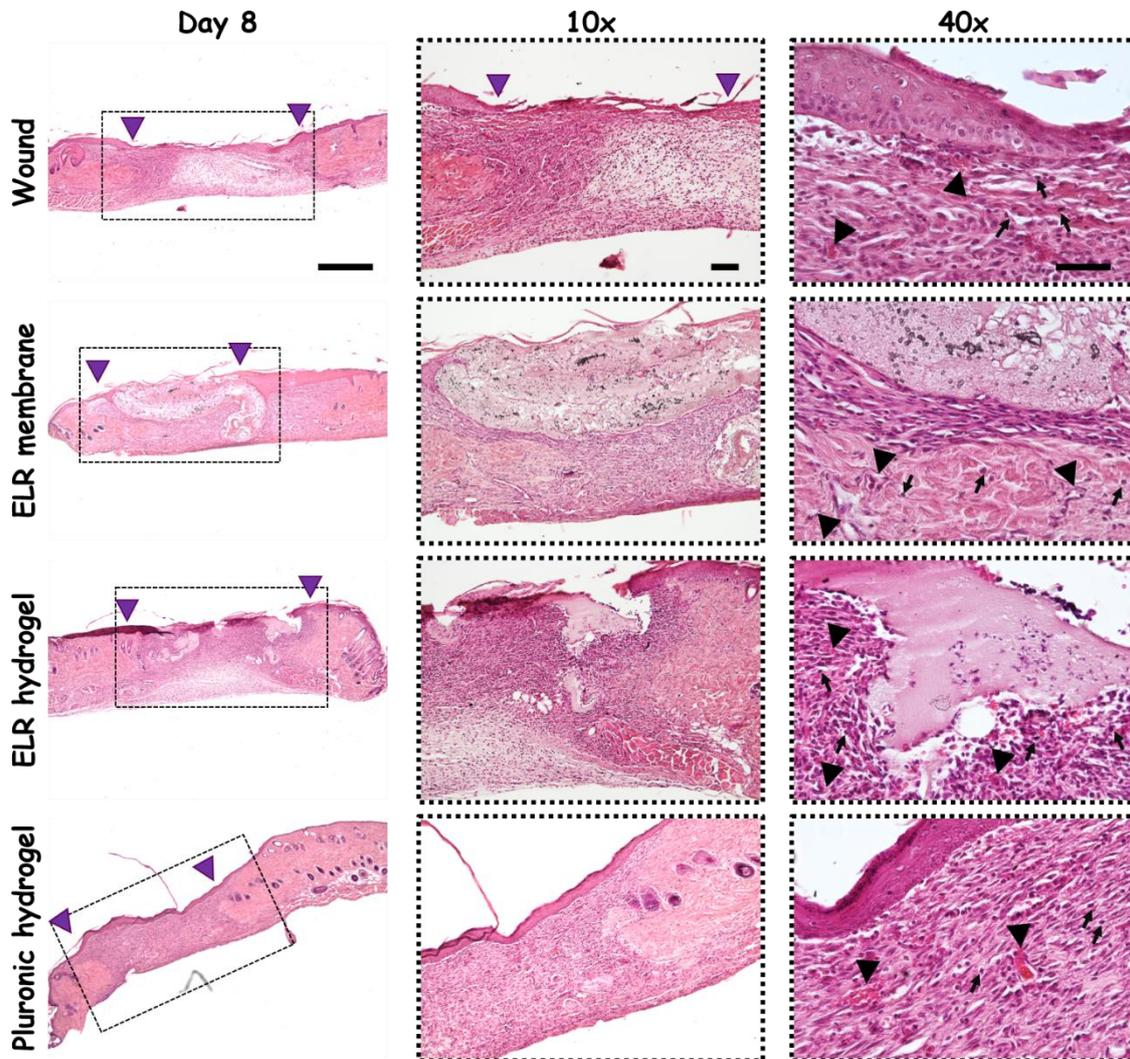 Day 8
10x
40x
Wound
ELR membrane
ELR hydrogel
Pluronic hydrogel